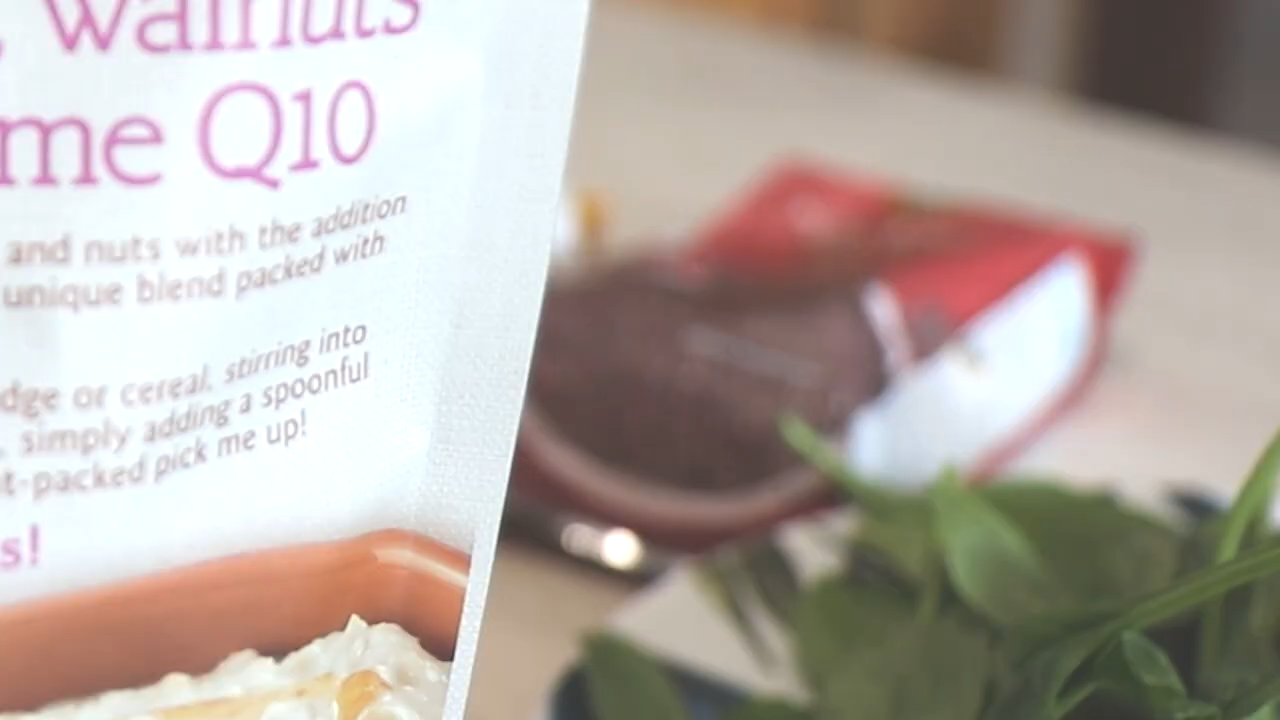 , walnuts
me Q10
and nuts with the addition
unique blend packed with
dge or cereal, stirring into
, simply adding a spoonful
t-packed pick me up!
s!